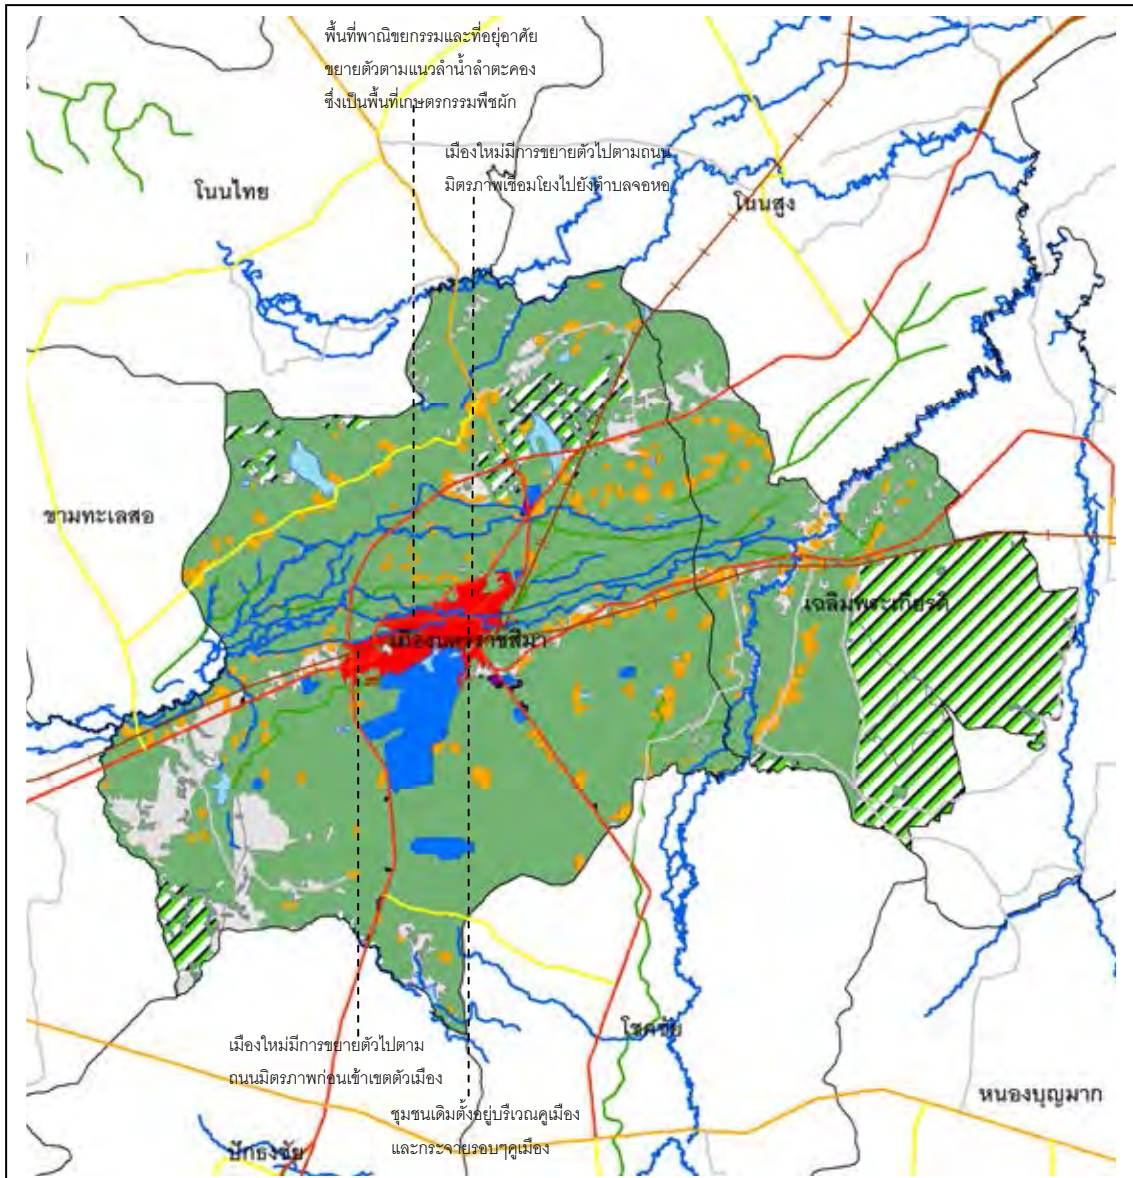 พื้นที่พาณิชยกรรมและที่อยู่อาศัย
ขยายตัวตามแนวลำน้ำลำตะคอง
ซึ่งเป็นพื้นที่เกษตรกรรมพืชผัก
เมืองใหม่มีการขยายตัวไปตามถนน
มิตรภาพเชื่อมโยงไปยังตำบลจอหอ
โนนไทย
โนนสูง
ขามทะเลสอ
เฉลิมพระเกียรติ
เมืองนครราชสีมา
โชคชัย
เมืองใหม่มีการขยายตัวไปตาม
ถนนมิตรภาพก่อนเข้าเขตตัวเมือง
ชุมชนเดิมตั้งอยู่บริเวณคูเมือง
และกระจายรอบๆคูเมือง
หนองบุญมาก
ปักธงชัย